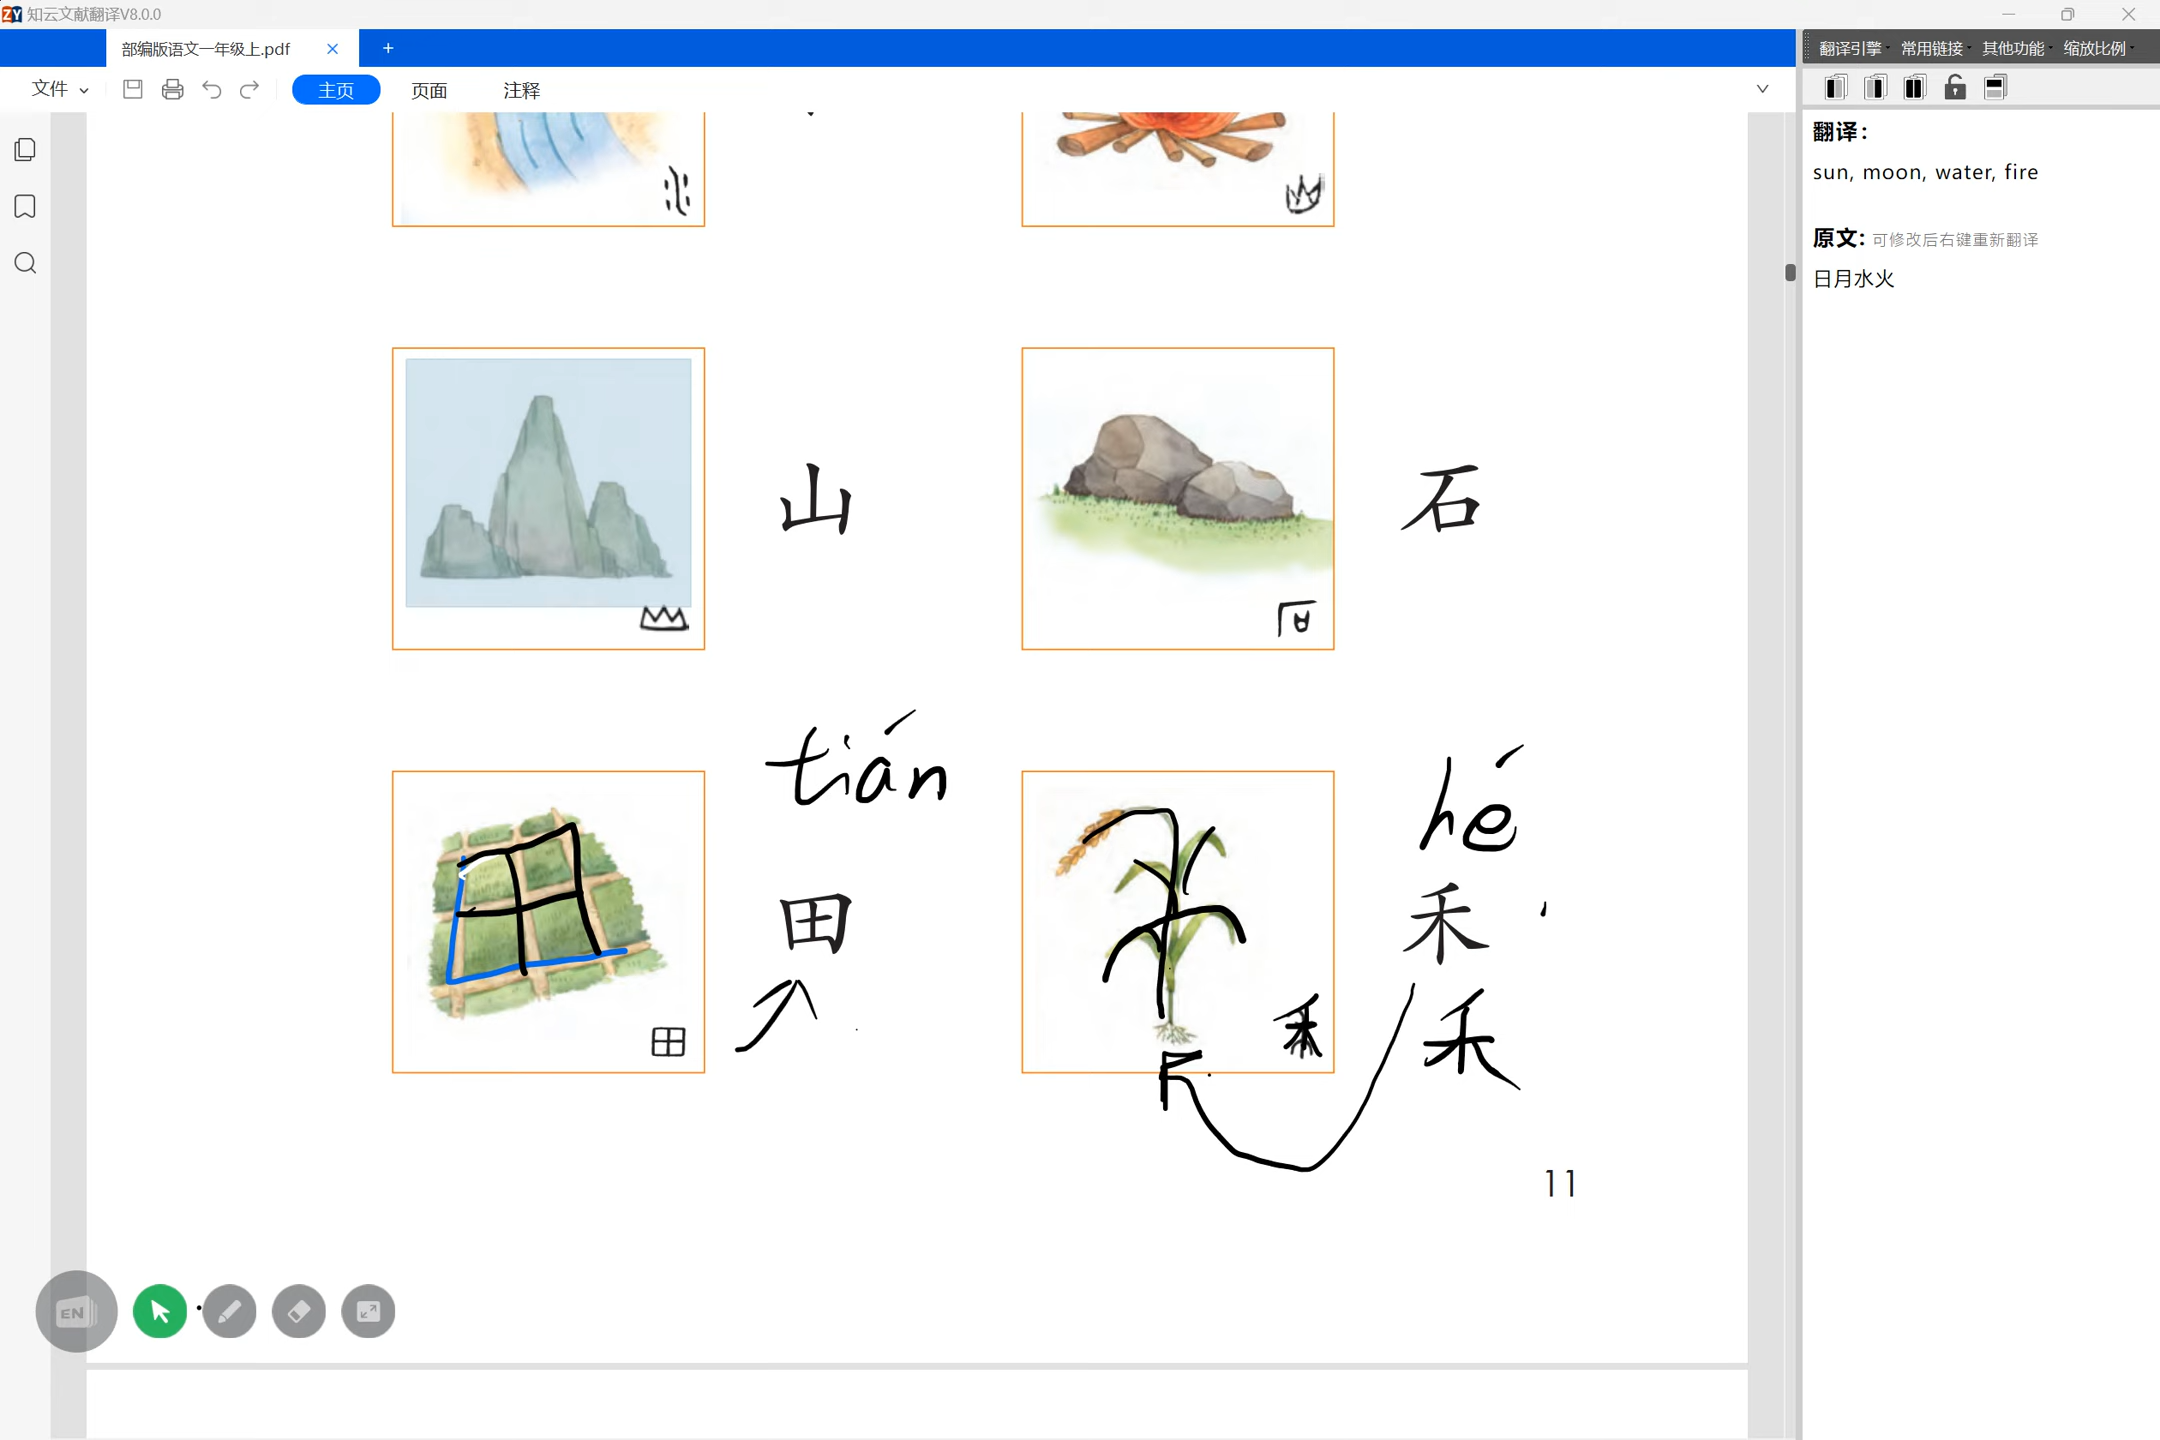 知云文献翻译V8.0.0
部编版语文一年级上.pdf
翻译引擎 常用链接 其他功能 缩放比例
文件 主页 页面 注释
翻译：
sun, moon, water, fire
原文: 可修改后右键重新翻译
日月水火
山
石
tián
hé
田
禾
禾
11
EN